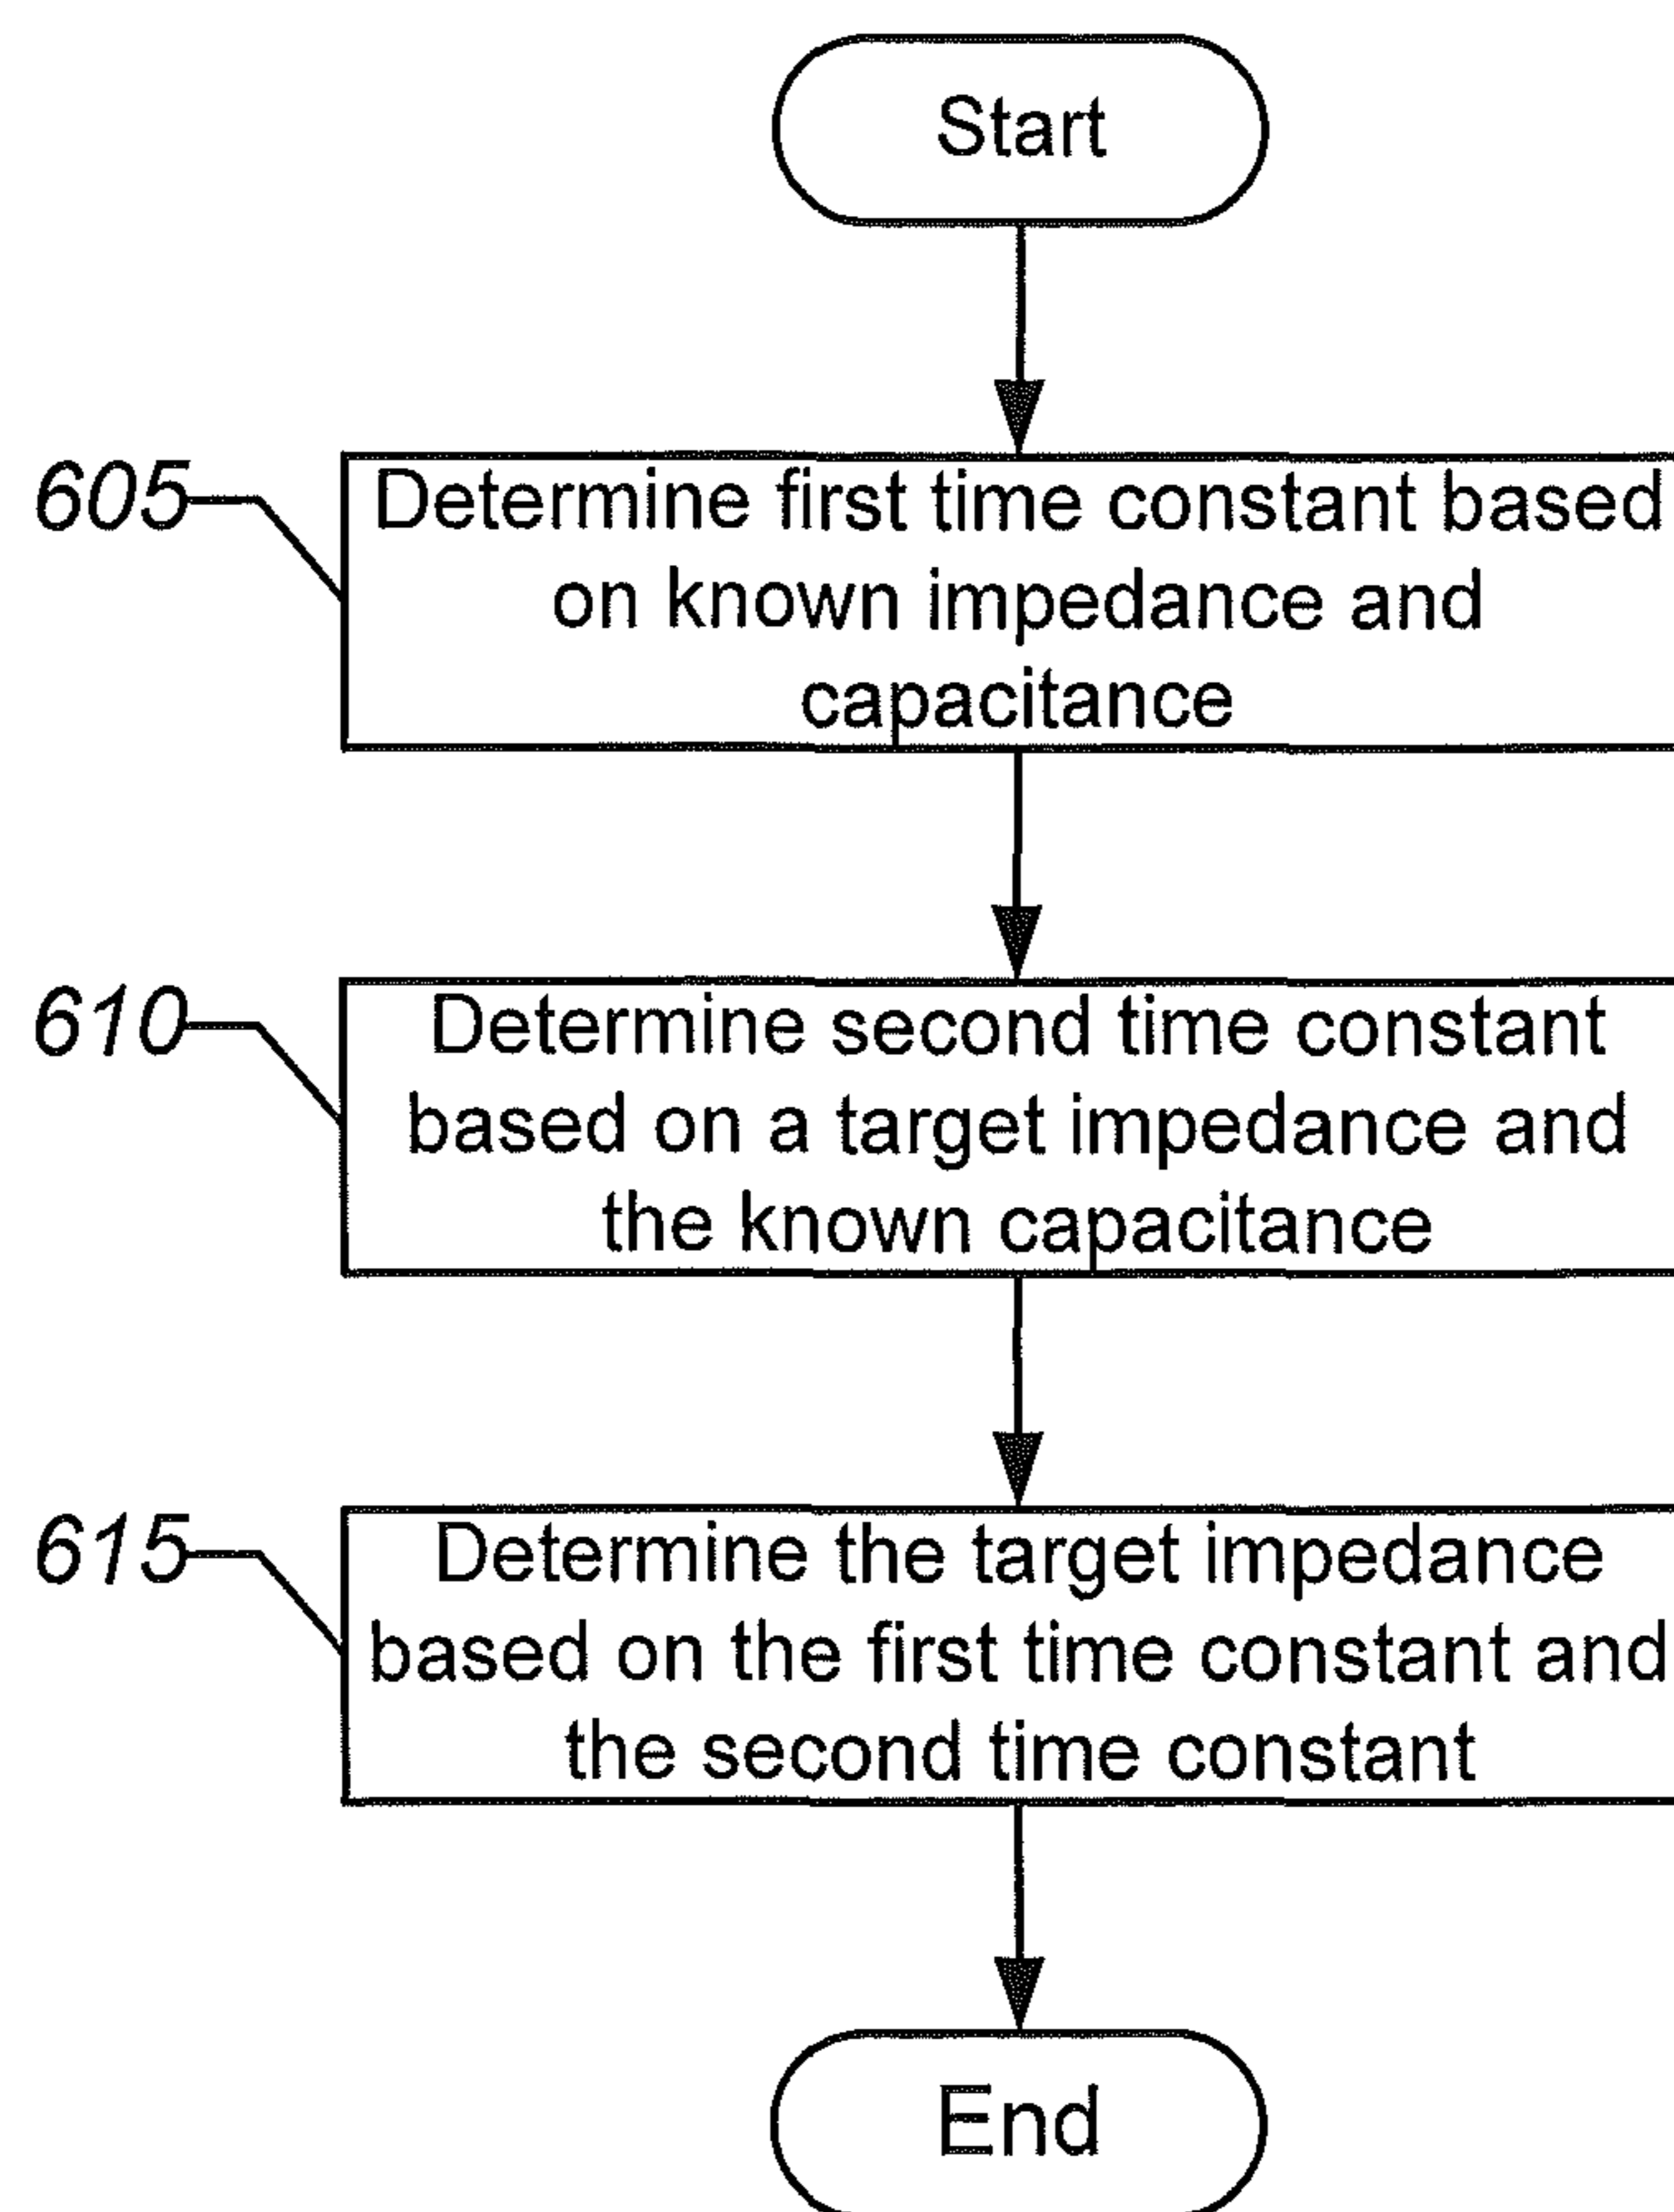 Start
605
Determine first time constant based
on known impedance and
capacitance
610
Determine second time constant
based on a target impedance and
the known capacitance
615
Determine the target impedance
based on the first time constant and
the second time constant
End